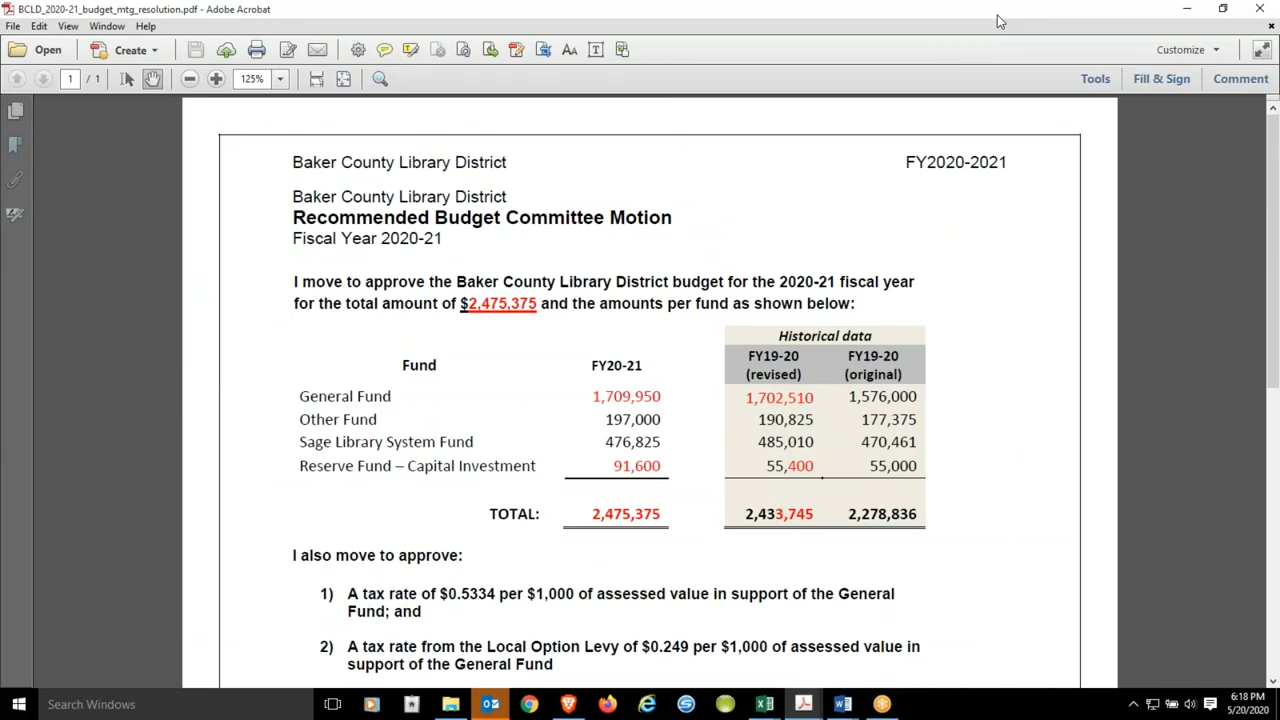 BCLD_2020-21_budget_mtg_resolution.pdf - Adobe Acrobat
File Edit View Window Help
Open Create Customize
1 / 1 125% Tools Fill & Sign Comment
Baker County Library District FY2020-2021
Baker County Library District
Recommended Budget Committee Motion
Fiscal Year 2020-21
I move to approve the Baker County Library District budget for the 2020-21 fiscal year
for the total amount of $2,475,375 and the amounts per fund as shown below:
Historical data
Fund FY20-21 FY19-20 (revised) FY19-20 (original)
General Fund 1,709,950 1,702,510 1,576,000
Other Fund 197,000 190,825 177,375
Sage Library System Fund 476,825 485,010 470,461
Reserve Fund – Capital Investment 91,600 55,400 55,000
TOTAL: 2,475,375 2,433,745 2,278,836
I also move to approve:
1) A tax rate of $0.5334 per $1,000 of assessed value in support of the General
Fund; and
2) A tax rate from the Local Option Levy of $0.249 per $1,000 of assessed value in
support of the General Fund
Search Windows 6:18 PM
5/20/2020